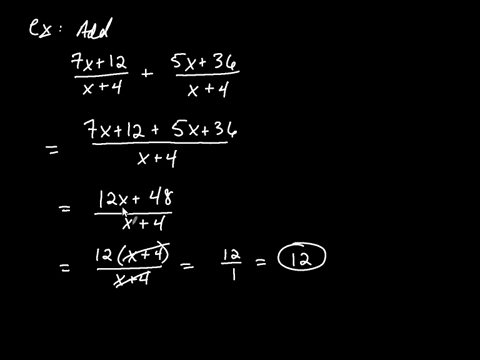 ex: Add
7x+12/x+4 + 5x+36/x+4
= 7x+12 + 5x+36/x+4
= 12x+48/x+4
= 12(x+4)/x+4 = 12/1 = 12